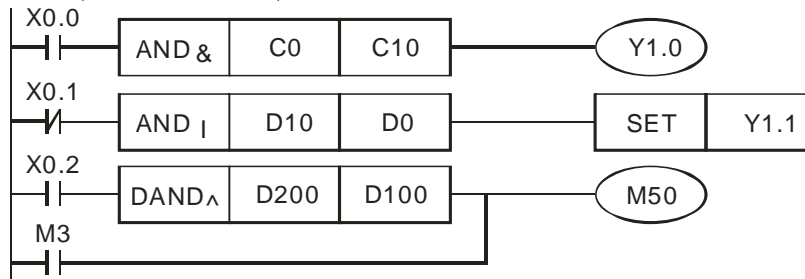 X0.0
AND & C0 C10 Y1.0
X0.1
AND | D10 D0 SET Y1.1
X0.2
DAND^ D200 D100 M50
M3